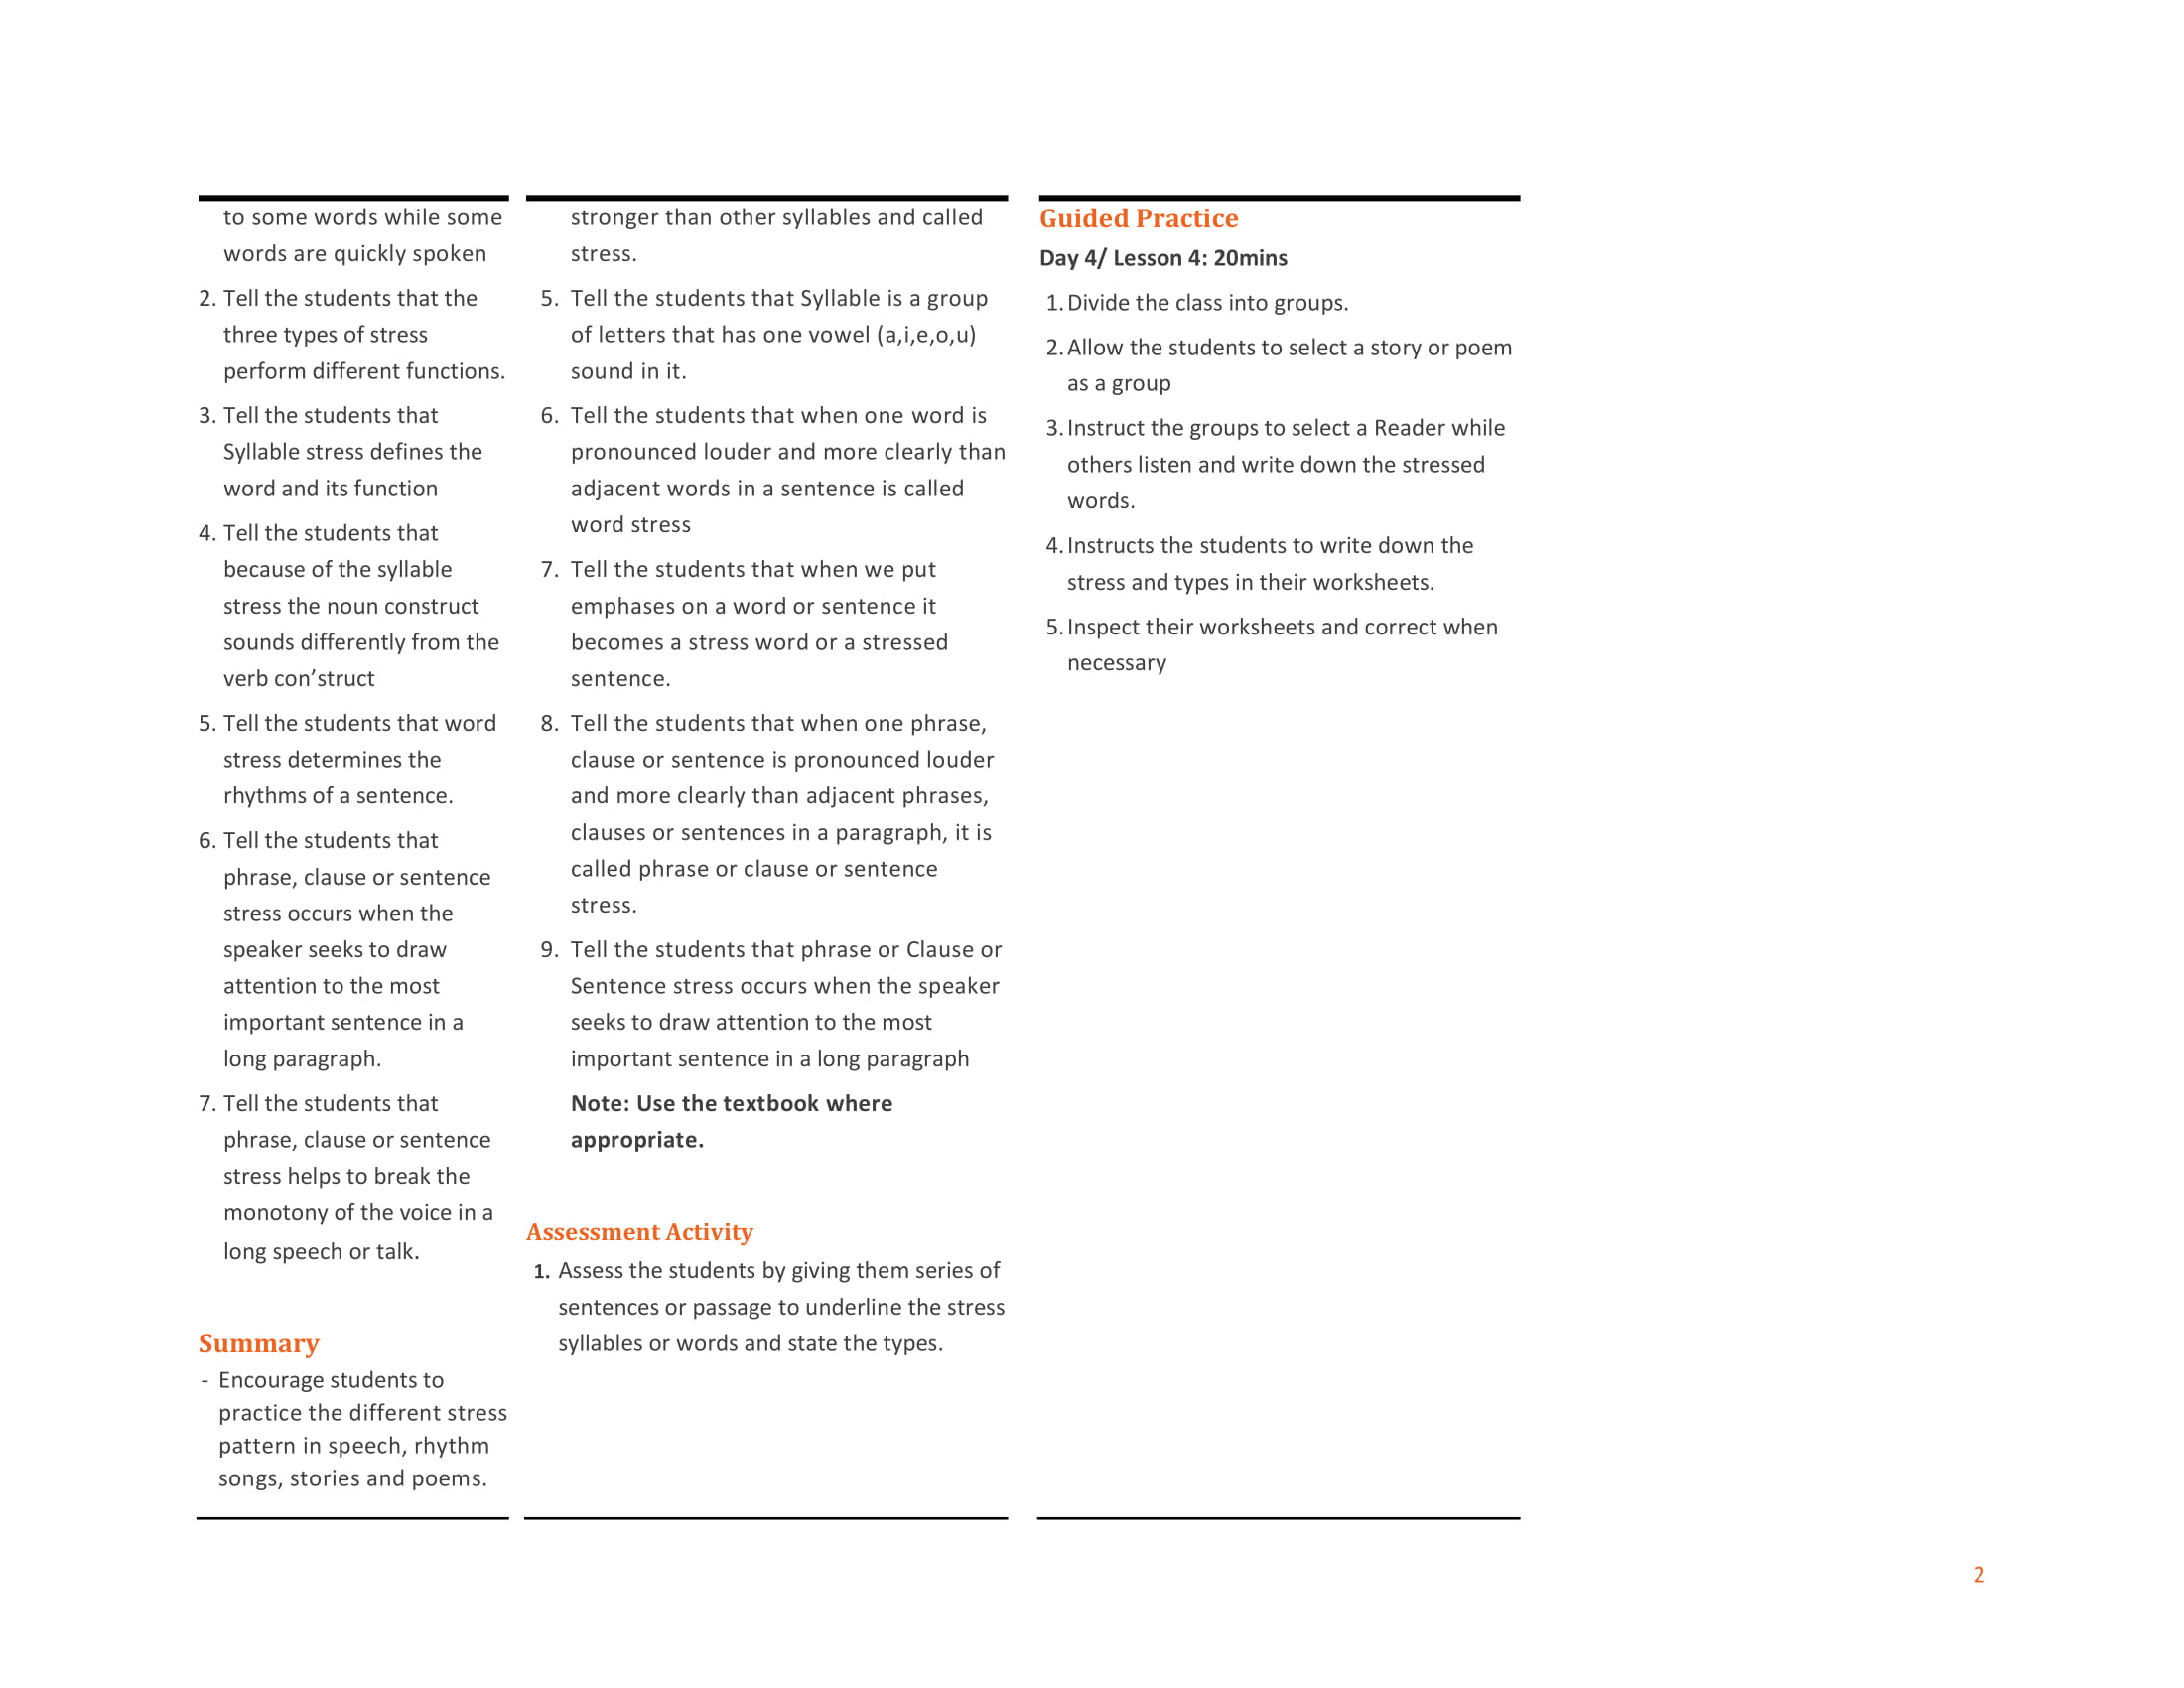 to some words while some
words are quickly spoken
2. Tell the students that the
three types of stress
perform different functions.
3. Tell the students that
Syllable stress defines the
word and its function
4. Tell the students that
because of the syllable
stress the noun construct
sounds differently from the
verb con’struct
5. Tell the students that word
stress determines the
rhythms of a sentence.
6. Tell the students that
phrase, clause or sentence
stress occurs when the
speaker seeks to draw
attention to the most
important sentence in a
long paragraph.
7. Tell the students that
phrase, clause or sentence
stress helps to break the
monotony of the voice in a
long speech or talk.
Summary
- Encourage students to
practice the different stress
pattern in speech, rhythm
songs, stories and poems.
stronger than other syllables and called
stress.
5. Tell the students that Syllable is a group
of letters that has one vowel (a,i,e,o,u)
sound in it.
6. Tell the students that when one word is
pronounced louder and more clearly than
adjacent words in a sentence is called
word stress
7. Tell the students that when we put
emphases on a word or sentence it
becomes a stress word or a stressed
sentence.
8. Tell the students that when one phrase,
clause or sentence is pronounced louder
and more clearly than adjacent phrases,
clauses or sentences in a paragraph, it is
called phrase or clause or sentence
stress.
9. Tell the students that phrase or Clause or
Sentence stress occurs when the speaker
seeks to draw attention to the most
important sentence in a long paragraph
Note: Use the textbook where
appropriate.
Assessment Activity
1. Assess the students by giving them series of
sentences or passage to underline the stress
syllables or words and state the types.
Guided Practice
Day 4/ Lesson 4: 20mins
1. Divide the class into groups.
2. Allow the students to select a story or poem
as a group
3. Instruct the groups to select a Reader while
others listen and write down the stressed
words.
4. Instructs the students to write down the
stress and types in their worksheets.
5. Inspect their worksheets and correct when
necessary
2